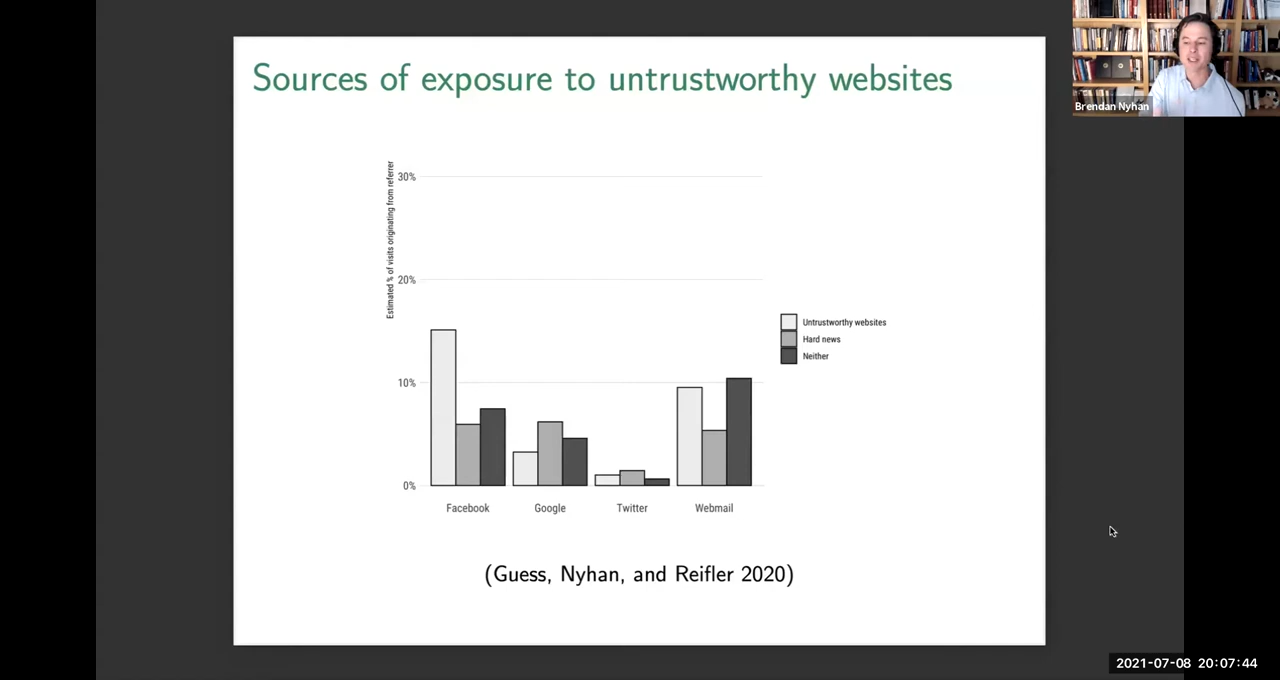 Sources of exposure to untrustworthy websites
Brendan Nyhan
Estimated % of visits originating from referrer
30%
20%
10%
0%
Untrustworthy websites
Hard news
Neither
Facebook Google Twitter Webmail
(Guess, Nyhan, and Reifler 2020)
2021-07-08 20:07:44